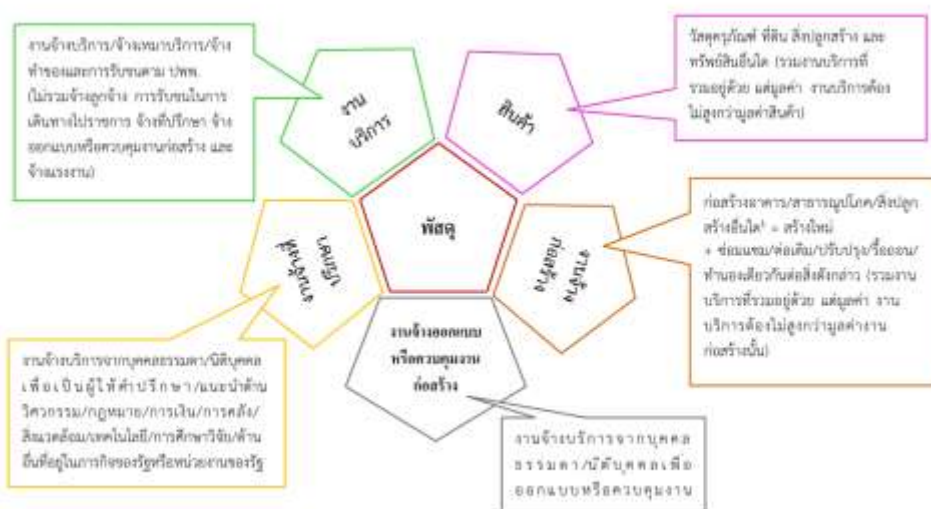 งานจ้างบริการ/จ้างเหมาบริการ/จ้าง
ทำของและการรับขนตาม ปพพ.
(ไม่รวมจ้างลูกจ้าง การรับขนในการ
เดินทางไปราชการ จ้างที่ปรึกษา จ้าง
ออกแบบหรือควบคุมงานก่อสร้าง และ
จ้างแรงงาน)
งาน
บริการ
สินค้า
วัสดุครุภัณฑ์ ที่ดิน สิ่งปลูกสร้าง และ
ทรัพย์สินอื่นใด (รวมงานบริการที่
รวมอยู่ด้วย แต่มูลค่า งานบริการต้อง
ไม่สูงกว่ามูลค่าสินค้า)
พัสดุ
งานจ้างที่
ปรึกษา
งานจ้าง
ก่อสร้าง
ก่อสร้างอาคาร/สาธารณูปโภค/สิ่งปลูก
สร้างอื่นใด¹ = สร้างใหม่
+ ซ่อมแซม/ต่อเติม/ปรับปรุง/รื้อถอน/
ทำนองเดียวกันต่อสิ่งดังกล่าว (รวมงาน
บริการที่รวมอยู่ด้วย แต่มูลค่า งาน
บริการต้องไม่สูงกว่ามูลค่างาน
ก่อสร้างนั้น)
งานจ้างออกแบบ
หรือควบคุมงาน
ก่อสร้าง
งานจ้างบริการจากบุคคลธรรมดา/นิติบุคคล
เพื่อเป็นผู้ให้คำปรึกษา/แนะนำด้าน
วิศวกรรม/กฎหมาย/การเงิน/การคลัง/
สิ่งแวดล้อม/เทคโนโลยี/การศึกษาวิจัย/ด้าน
อื่นที่อยู่ในภารกิจของรัฐหรือหน่วยงานของรัฐ
งานจ้างบริการจากบุคคล
ธรรมดา/นิติบุคคลเพื่อ
ออกแบบหรือควบคุมงาน